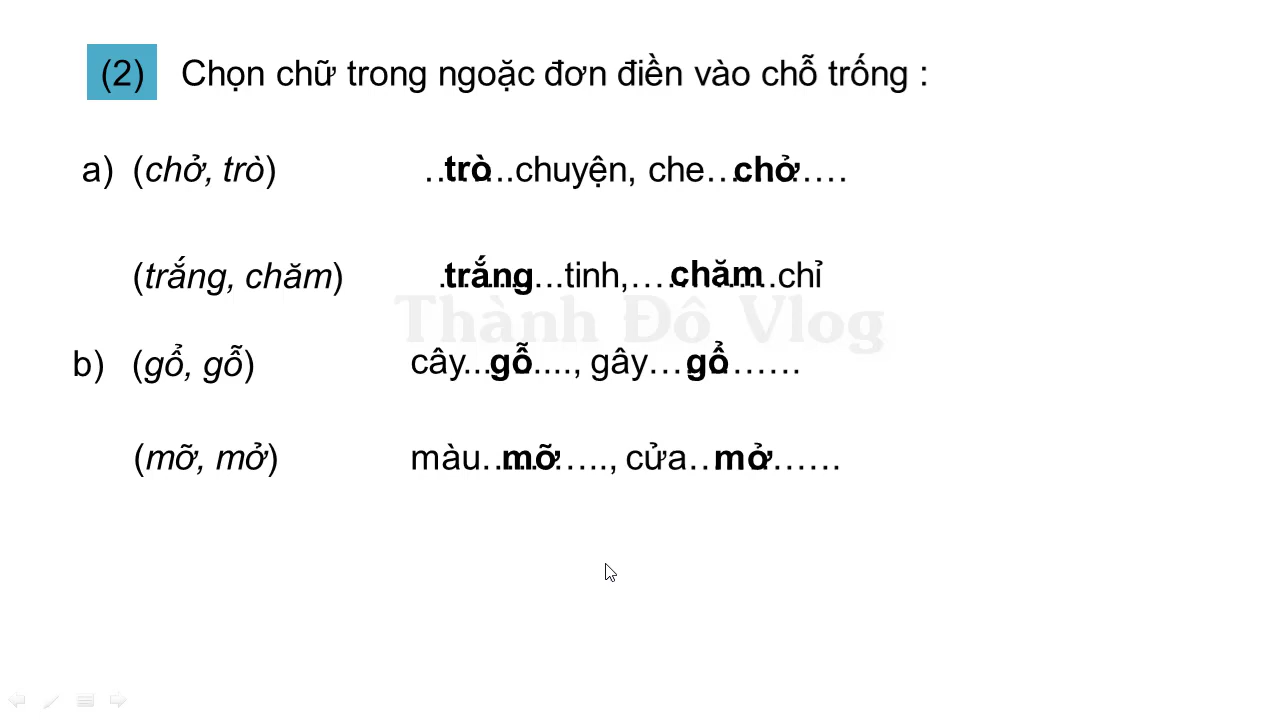 (2) Chọn chữ trong ngoặc đơn điền vào chỗ trống :
a) (chở, trò) ..trò..chuyện, che….chở….
(trắng, chăm) .trắng...tinh,….chăm….chỉ
Thành Đô Vlog
b) (gổ, gỗ) cây...gỗ...., gây…gổ…….
(mỡ, mở) màu..mỡ…..., cửa…mở……